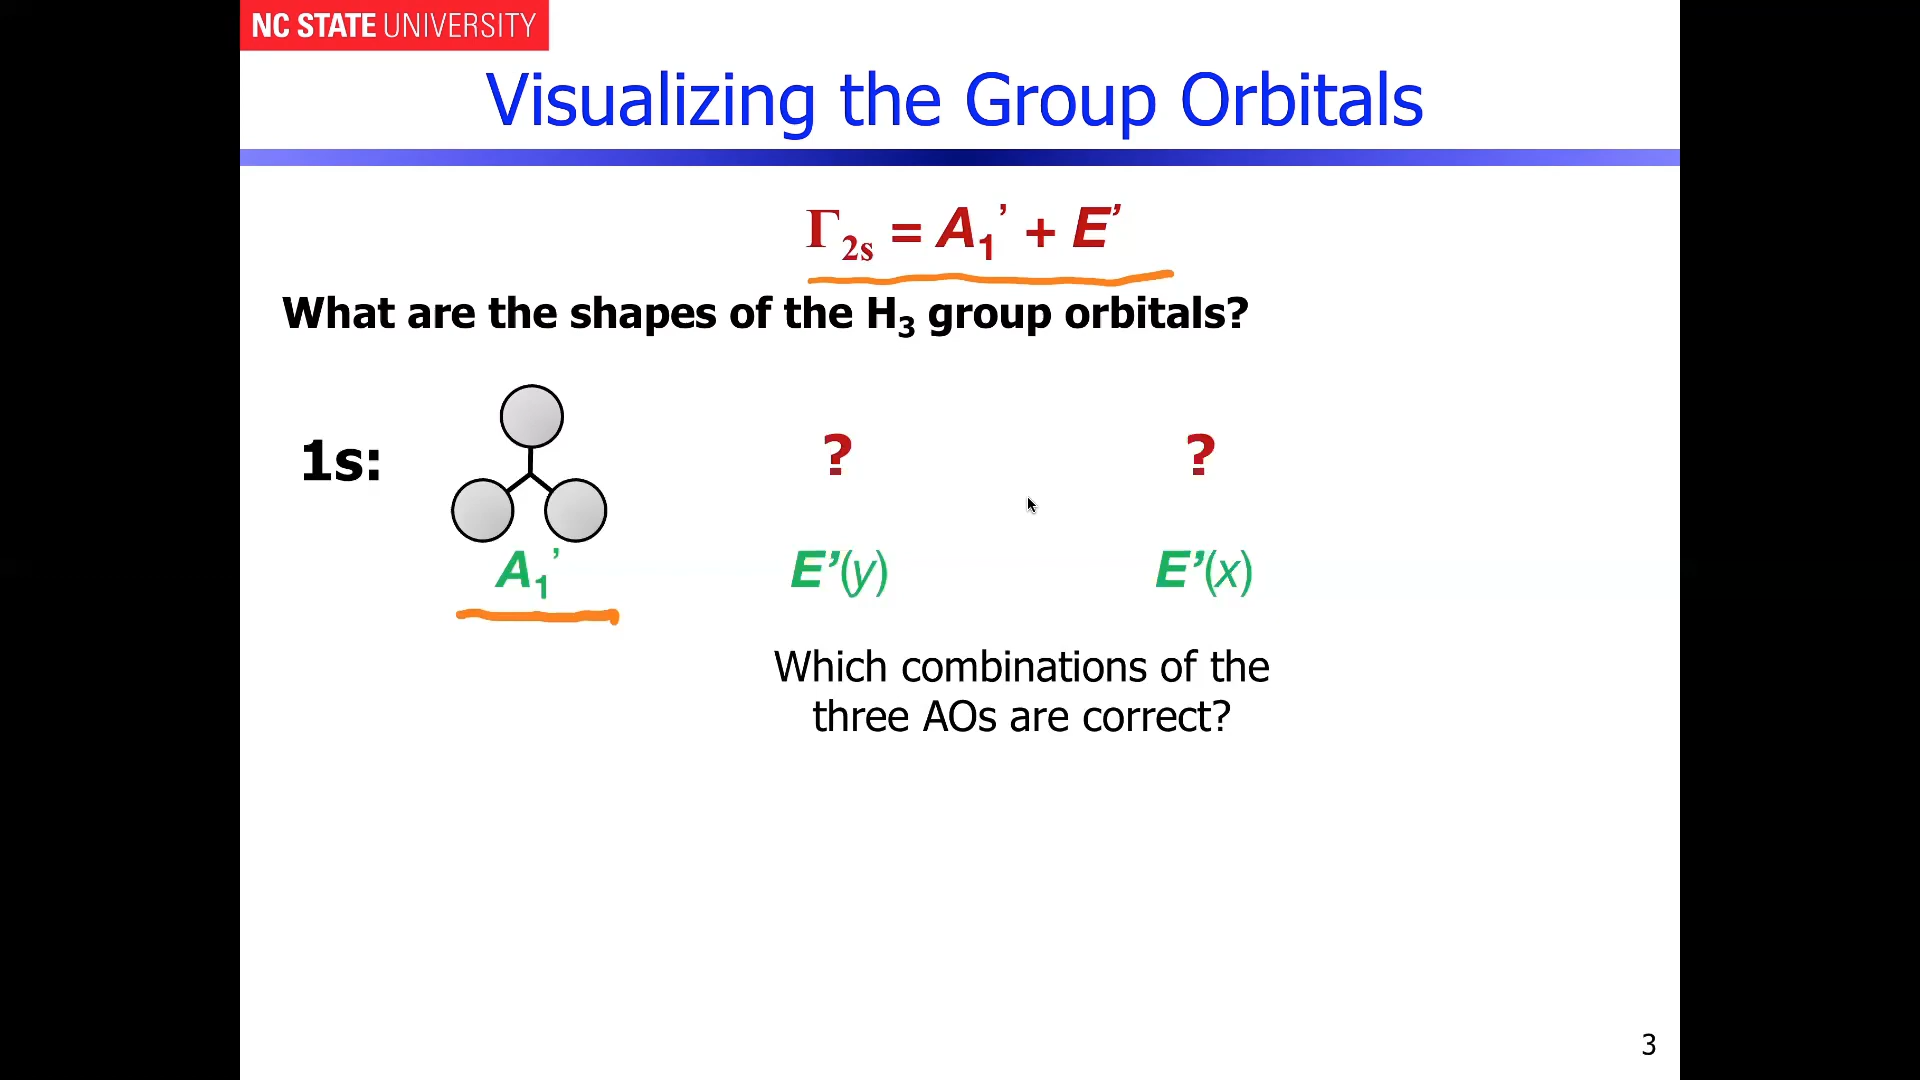 NC STATE UNIVERSITY
Visualizing the Group Orbitals
Γ2s = A1’ + E’
What are the shapes of the H3 group orbitals?
1s:
? ?
A1’ E’(y) E’(x)
Which combinations of the
three AOs are correct?
3